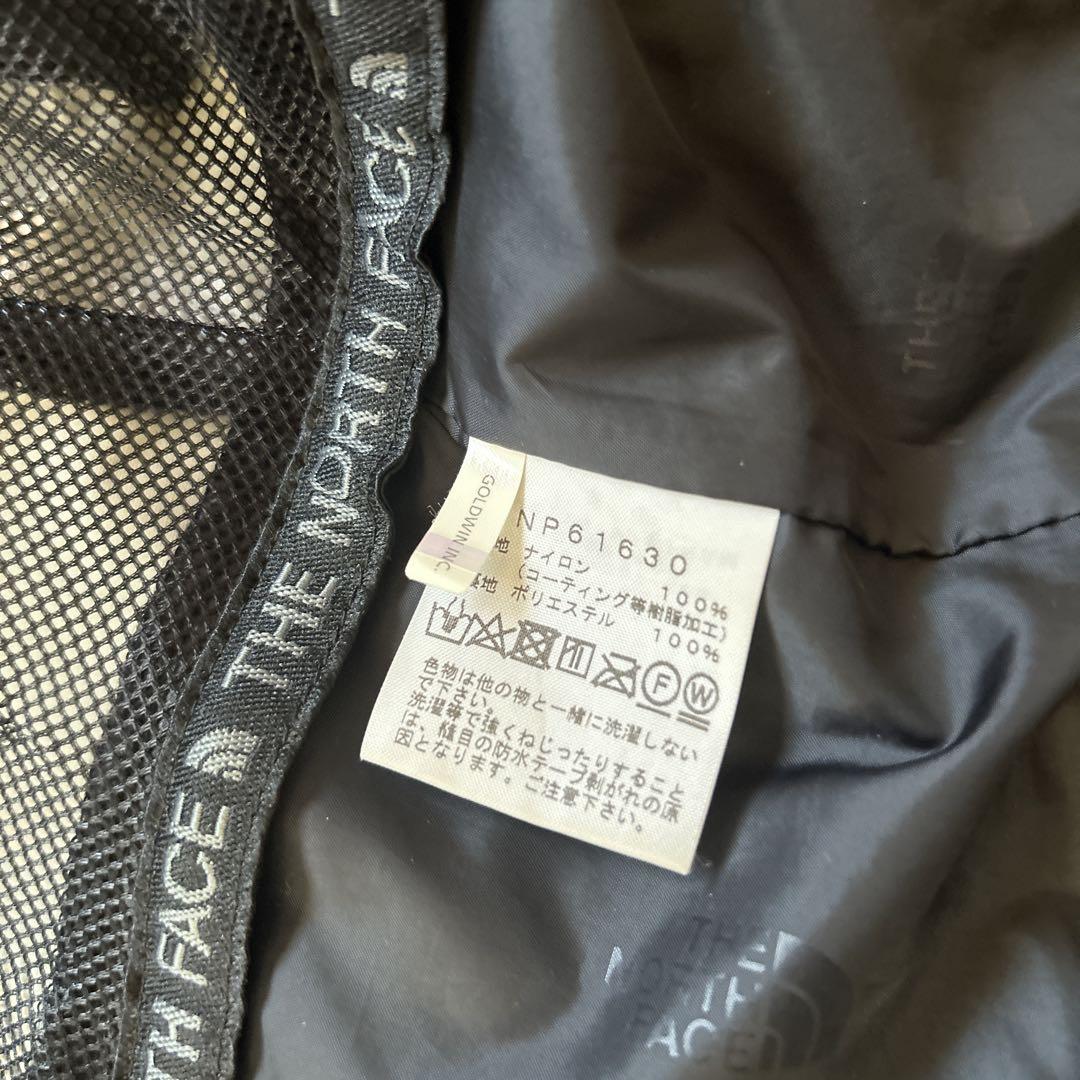 THE NORTH FACE
TH FACE
GOLDWIN INC.
NP61630
地 ナイロン 100%
(コーティング等樹脂加工)
地 ポリエステル 100%
F W
色物は他の物と一緒に洗濯しない
で下さい。
洗濯等で強くねじったりすること
は、縫目の防水テープ剥がれの原
因となります。ご注意下さい。
THE
THE
NORTH
FACE